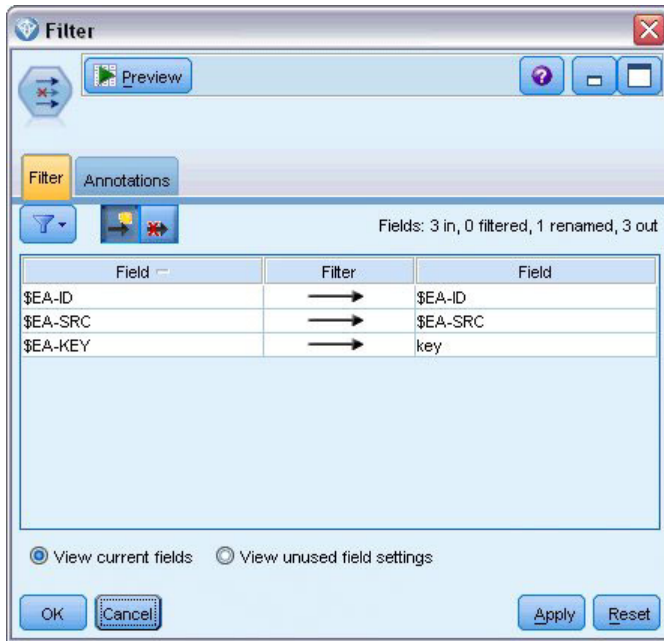 Filter
Preview
Filter Annotations
Fields: 3 in, 0 filtered, 1 renamed, 3 out
Field Filter Field
$EA-ID $EA-ID
$EA-SRC $EA-SRC
$EA-KEY key
View current fields View unused field settings
OK Cancel Apply Reset